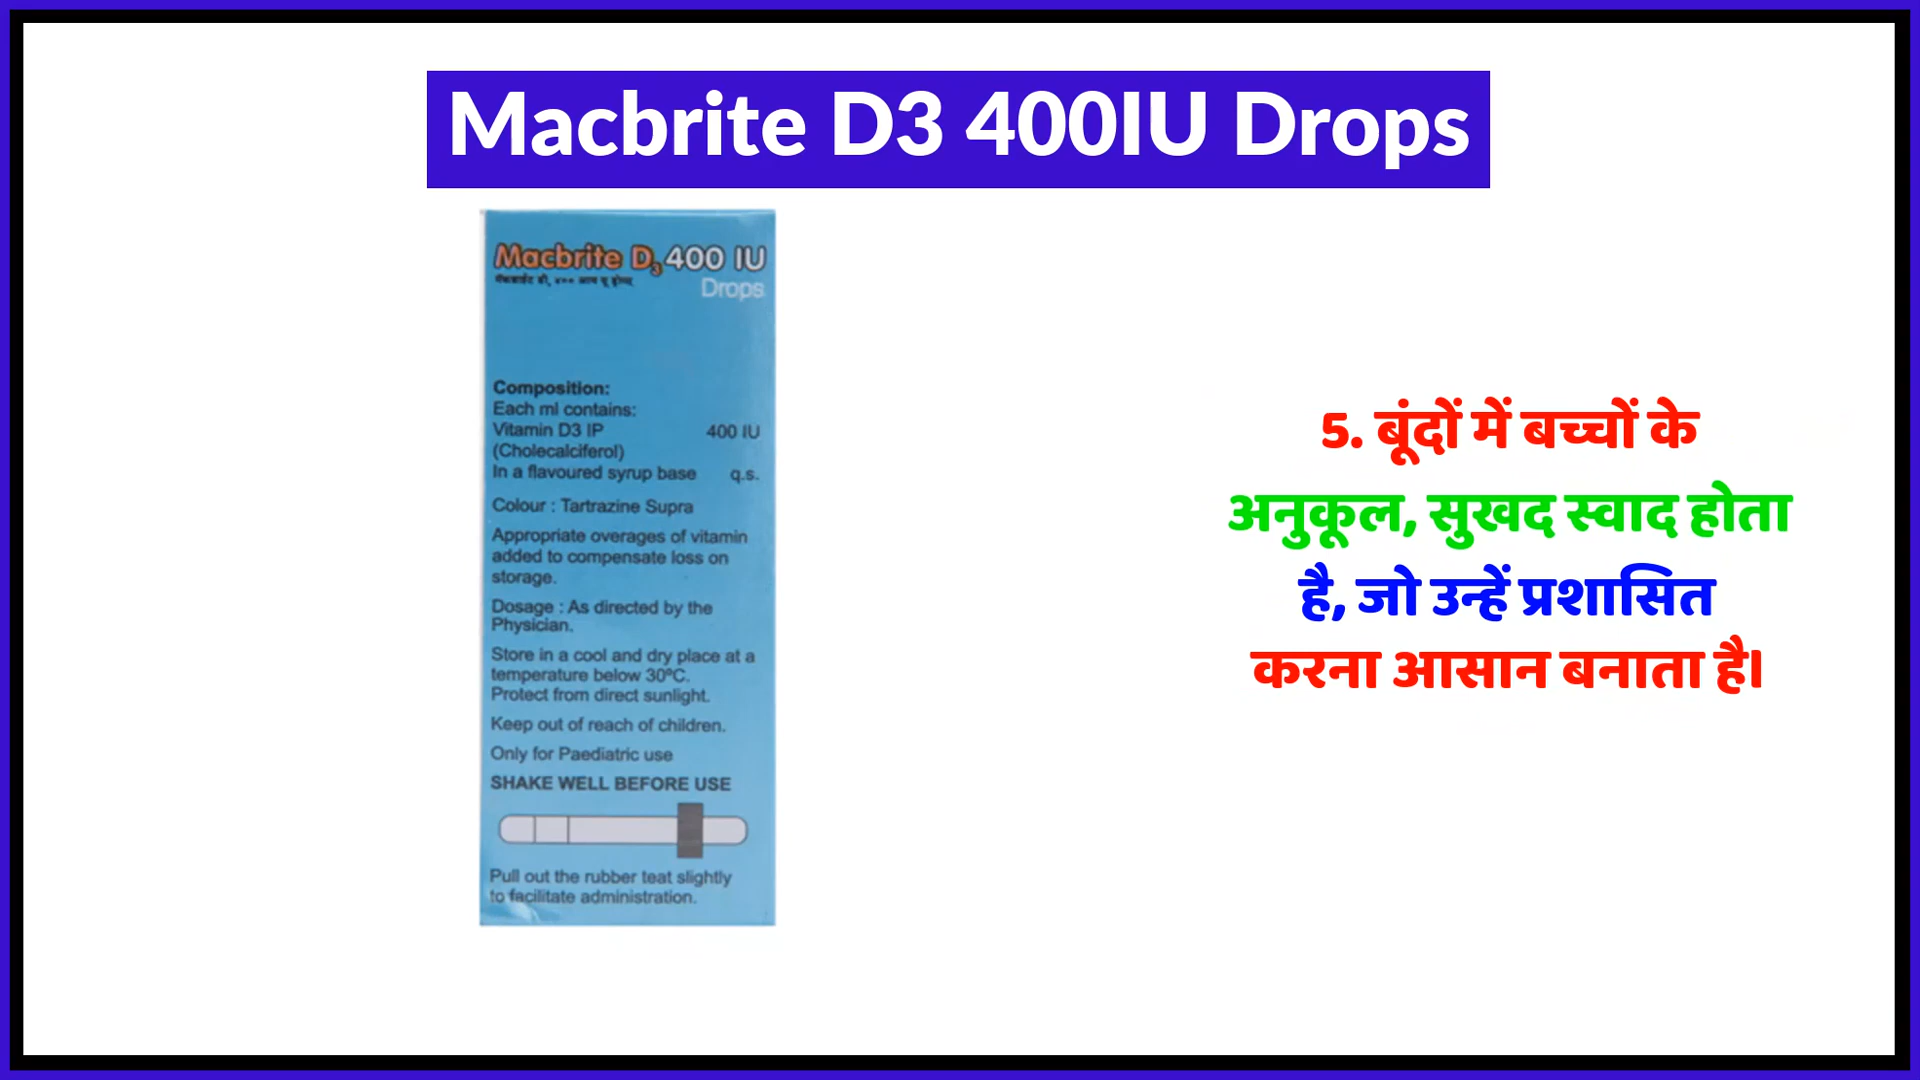 Macbrite D3 400IU Drops
Macbrite D3 400 IU
Drops
Composition:
Each ml contains:
Vitamin D3 IP 400 IU
(Cholecalciferol)
In a flavoured syrup base q.s.
Colour : Tartrazine Supra
Appropriate overages of vitamin
added to compensate loss on
storage.
Dosage : As directed by the
Physician.
Store in a cool and dry place at a
temperature below 30ºC.
Protect from direct sunlight.
Keep out of reach of children.
Only for Paediatric use
SHAKE WELL BEFORE USE
Pull out the rubber teat slightly
to facilitate administration.
5. बूंदों में बच्चों के
अनुकूल, सुखद स्वाद होता
है, जो उन्हें प्रशासित
करना आसान बनाता है।